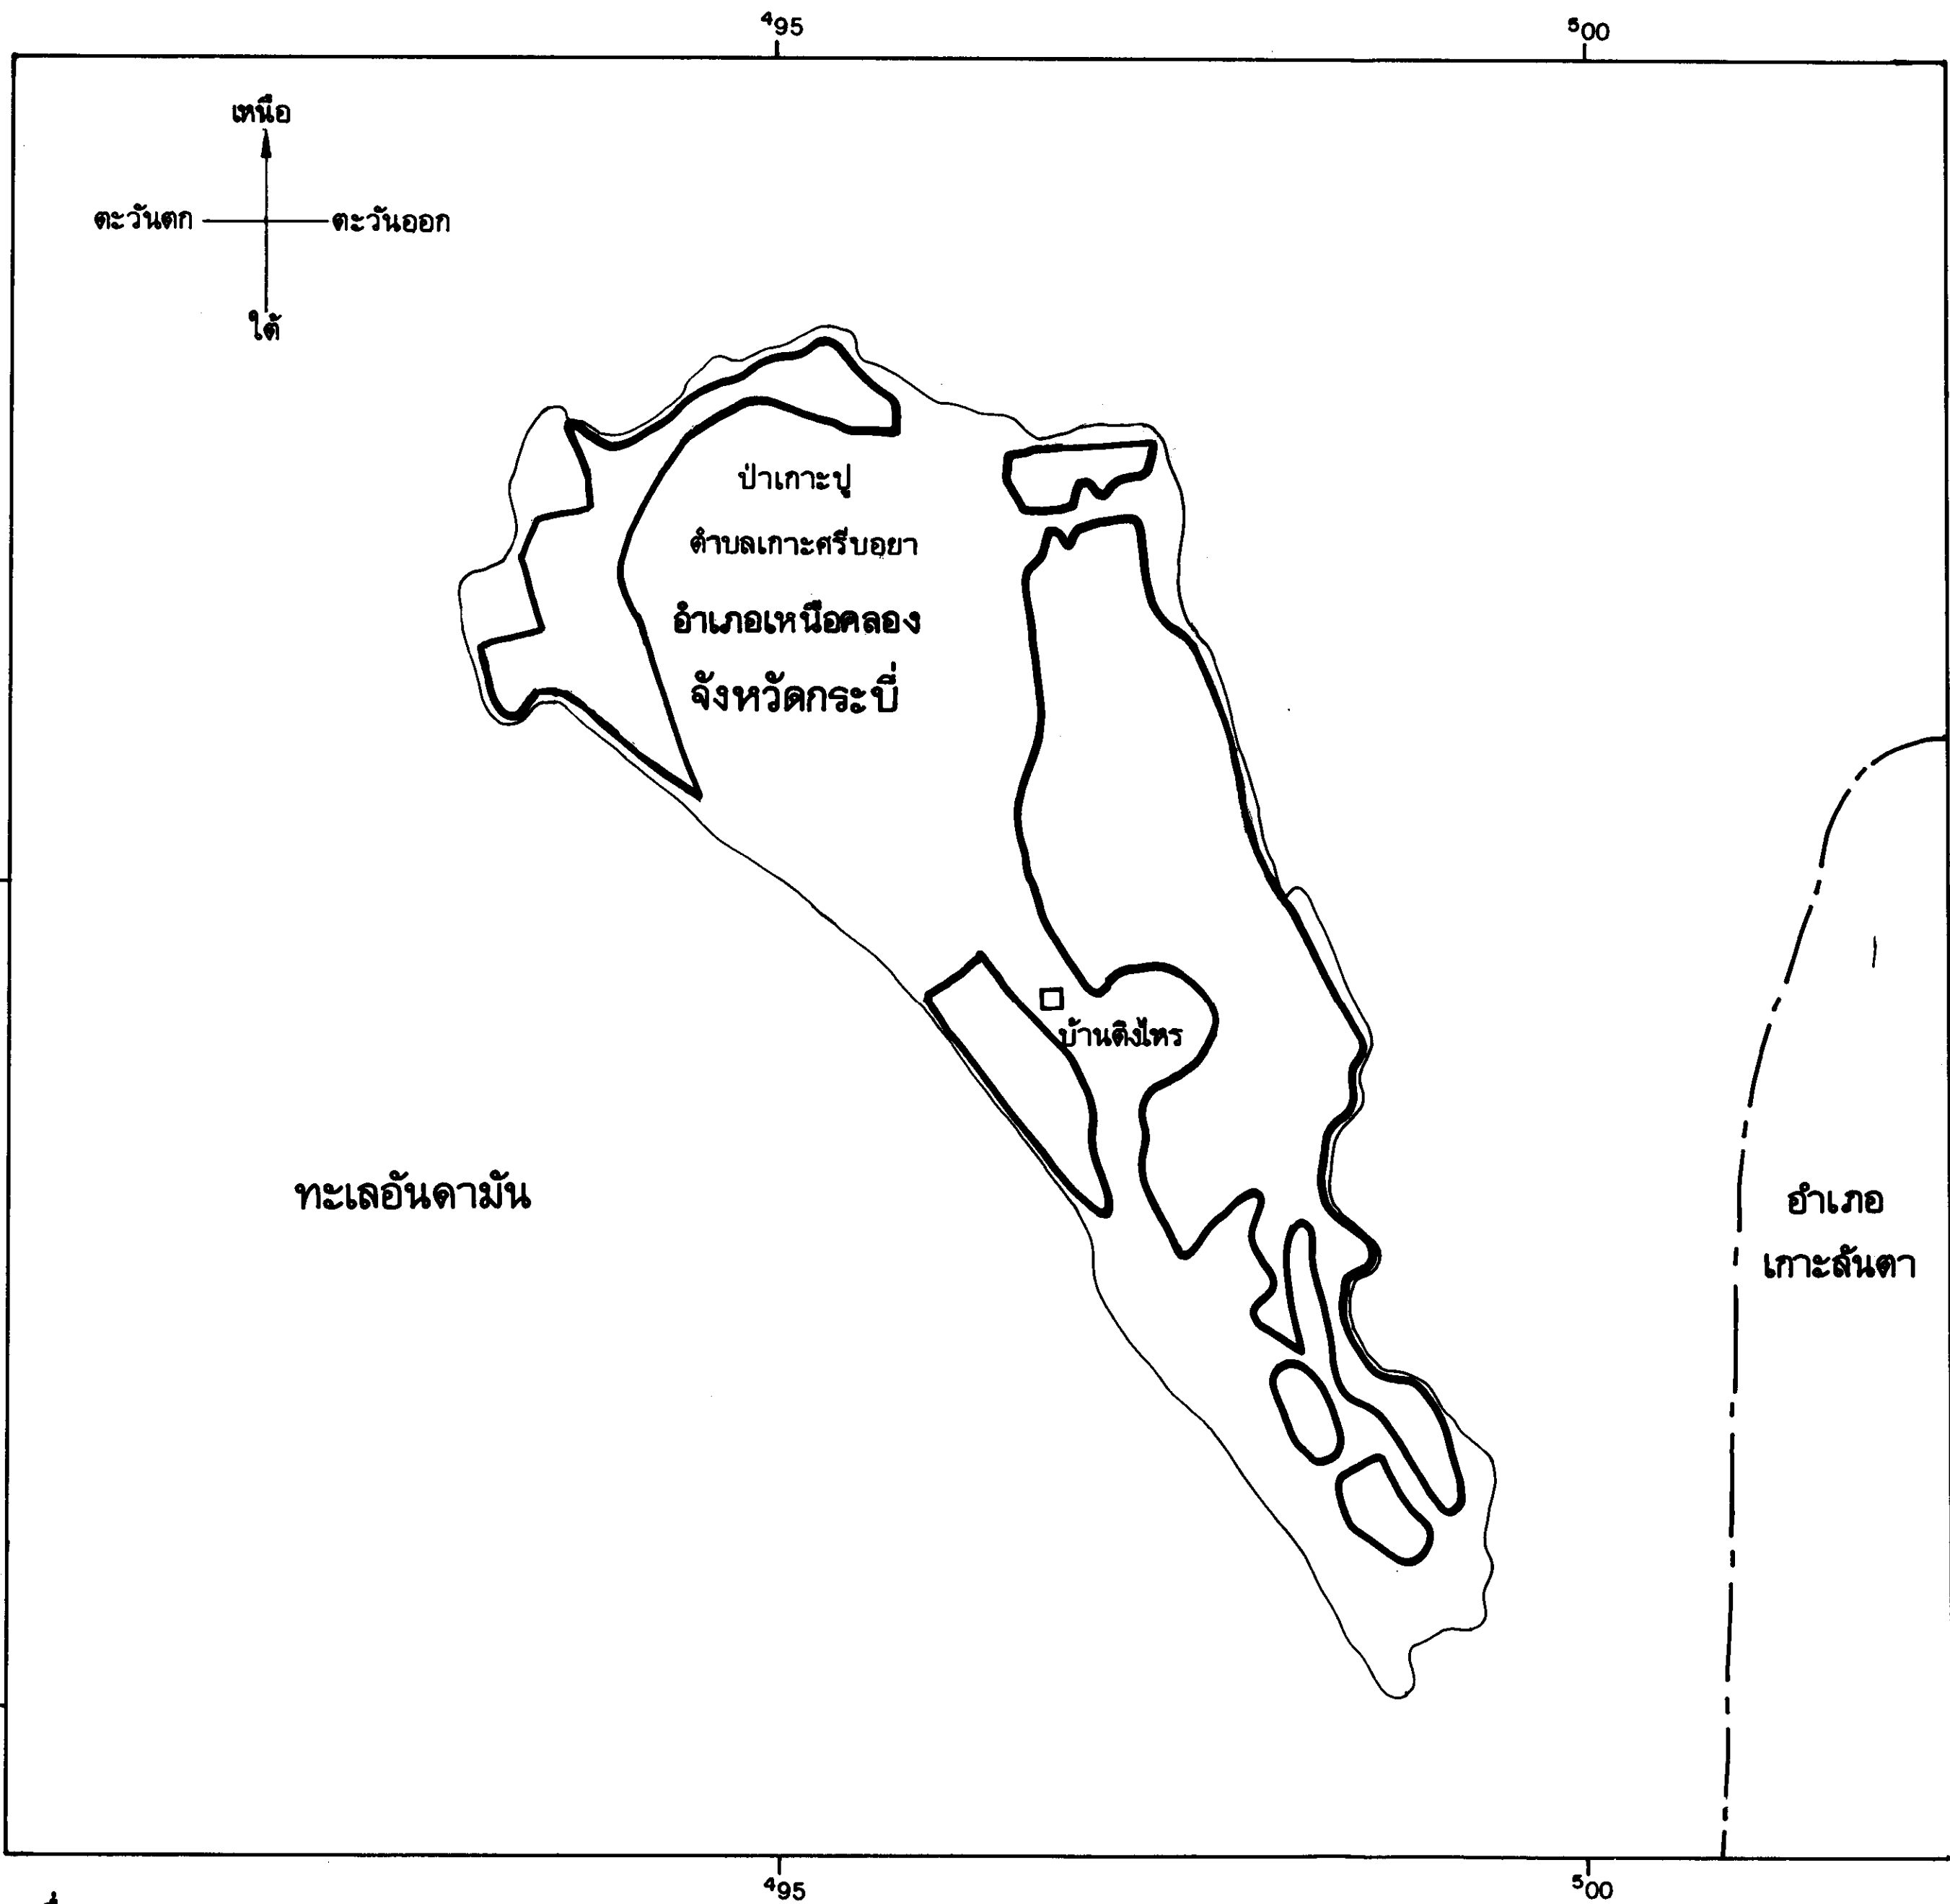 ⁴95 ⁵00
เหนือ
ตะวันตก ตะวันออก
ใต้
ป่าเกาะปู
ตำบลเกาะศรีบอยา
อำเภอเหนือคลอง
จังหวัดกระบี่
บ้านติงไหร
ทะเลอันดามัน
อำเภอ
เกาะลันตา
⁴95 ⁵00